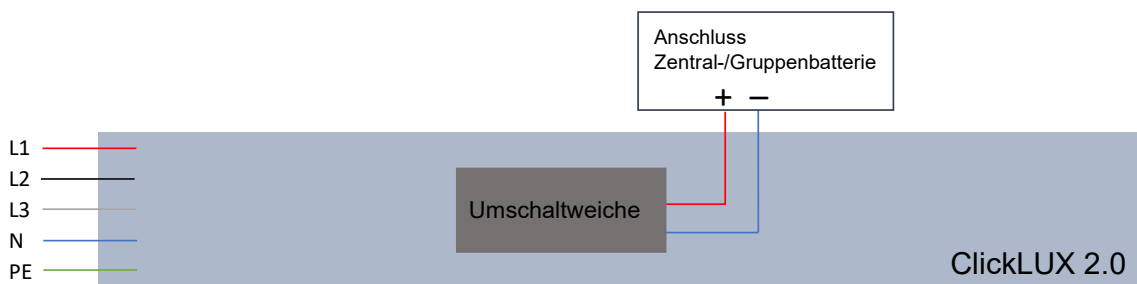 Anschluss
Zentral-/Gruppenbatterie
+ –
L1
L2
L3
N
PE
Umschaltweiche
ClickLUX 2.0